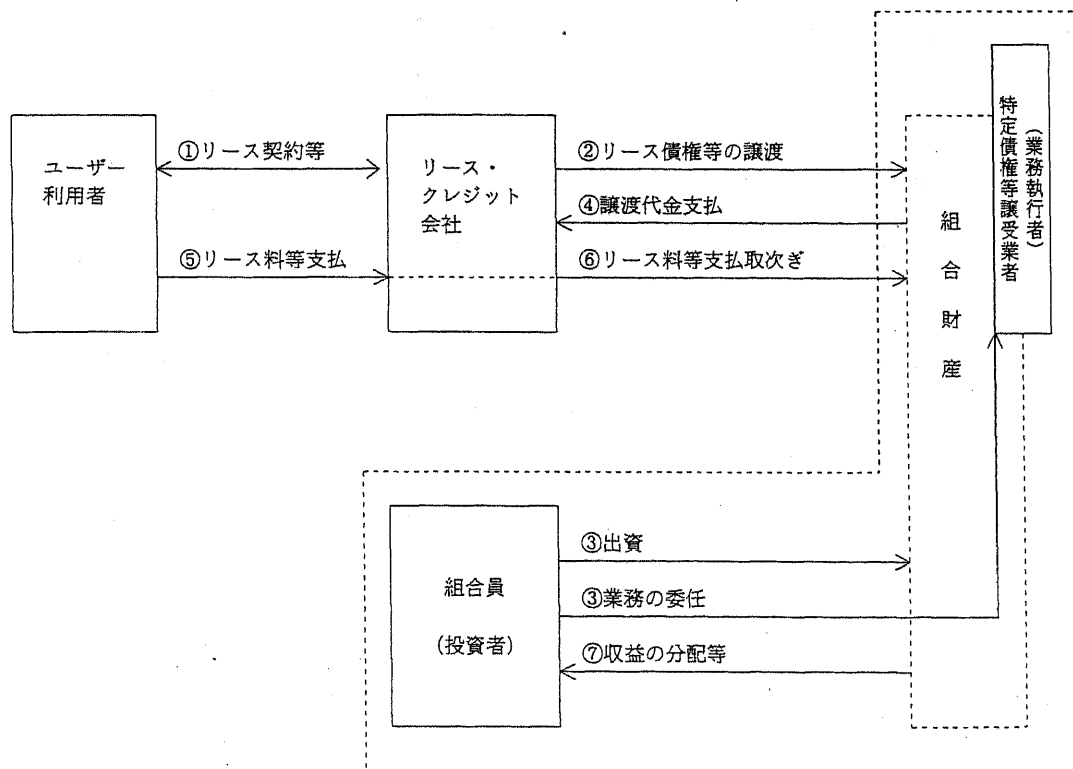 ユーザー
利用者
①リース契約等
⑤リース料等支払
リース・
クレジット
会社
②リース債権等の譲渡
④譲渡代金支払
⑥リース料等支払取次ぎ
組合財産
特定債権等譲受業者
(業務執行者)
組合員
(投資者)
③出資
③業務の委任
⑦収益の分配等